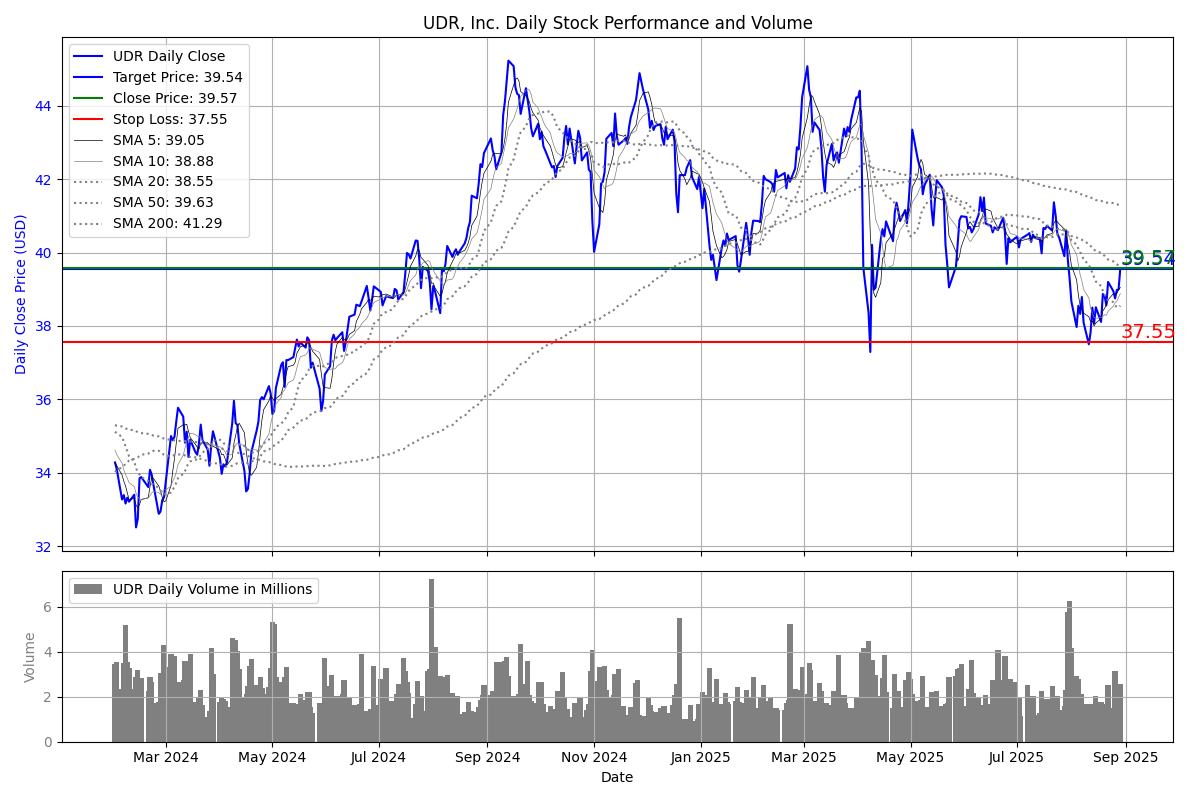 UDR, Inc. Daily Stock Performance and Volume
UDR Daily Close
Target Price: 39.54
Close Price: 39.57
Stop Loss: 37.55
SMA 5: 39.05
SMA 10: 38.88
SMA 20: 38.55
SMA 50: 39.63
SMA 200: 41.29
Daily Close Price (USD)
44
42
40
38
36
34
32
39.57
39.54
37.55
UDR Daily Volume in Millions
Volume
6
4
2
0
Mar 2024 May 2024 Jul 2024 Sep 2024 Nov 2024 Jan 2025 Mar 2025 May 2025 Jul 2025 Sep 2025
Date